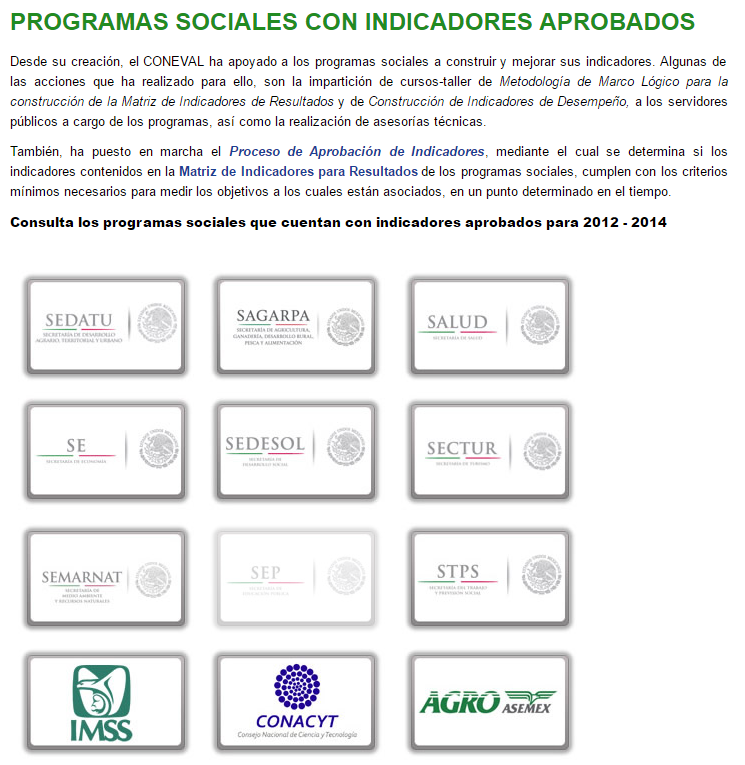 PROGRAMAS SOCIALES CON INDICADORES APROBADOS
Desde su creación, el CONEVAL ha apoyado a los programas sociales a construir y mejorar sus indicadores. Algunas de
las acciones que ha realizado para ello, son la impartición de cursos-taller de Metodología de Marco Lógico para la
construcción de la Matriz de Indicadores de Resultados y de Construcción de Indicadores de Desempeño, a los servidores
públicos a cargo de los programas, así como la realización de asesorías técnicas.
También, ha puesto en marcha el Proceso de Aprobación de Indicadores, mediante el cual se determina si los
indicadores contenidos en la Matriz de Indicadores para Resultados de los programas sociales, cumplen con los criterios
mínimos necesarios para medir los objetivos a los cuales están asociados, en un punto determinado en el tiempo.
Consulta los programas sociales que cuentan con indicadores aprobados para 2012 - 2014
SEDATU
SECRETARÍA DE DESARROLLO
AGRARIO, TERRITORIAL Y URBANO
SAGARPA
SECRETARÍA DE AGRICULTURA,
GANADERÍA, DESARROLLO RURAL,
PESCA Y ALIMENTACIÓN
SALUD
SECRETARÍA DE SALUD
SE
SECRETARÍA DE ECONOMÍA
SEDESOL
SECRETARÍA DE
DESARROLLO SOCIAL
SECTUR
SECRETARÍA DE TURISMO
SEMARNAT
SECRETARÍA DE
MEDIO AMBIENTE
Y RECURSOS NATURALES
SEP
SECRETARÍA DE
EDUCACIÓN PÚBLICA
STPS
SECRETARÍA DEL TRABAJO
Y PREVISIÓN SOCIAL
IMSS
CONACYT
Consejo Nacional de Ciencia y Tecnología
AGRO
ASEMEX